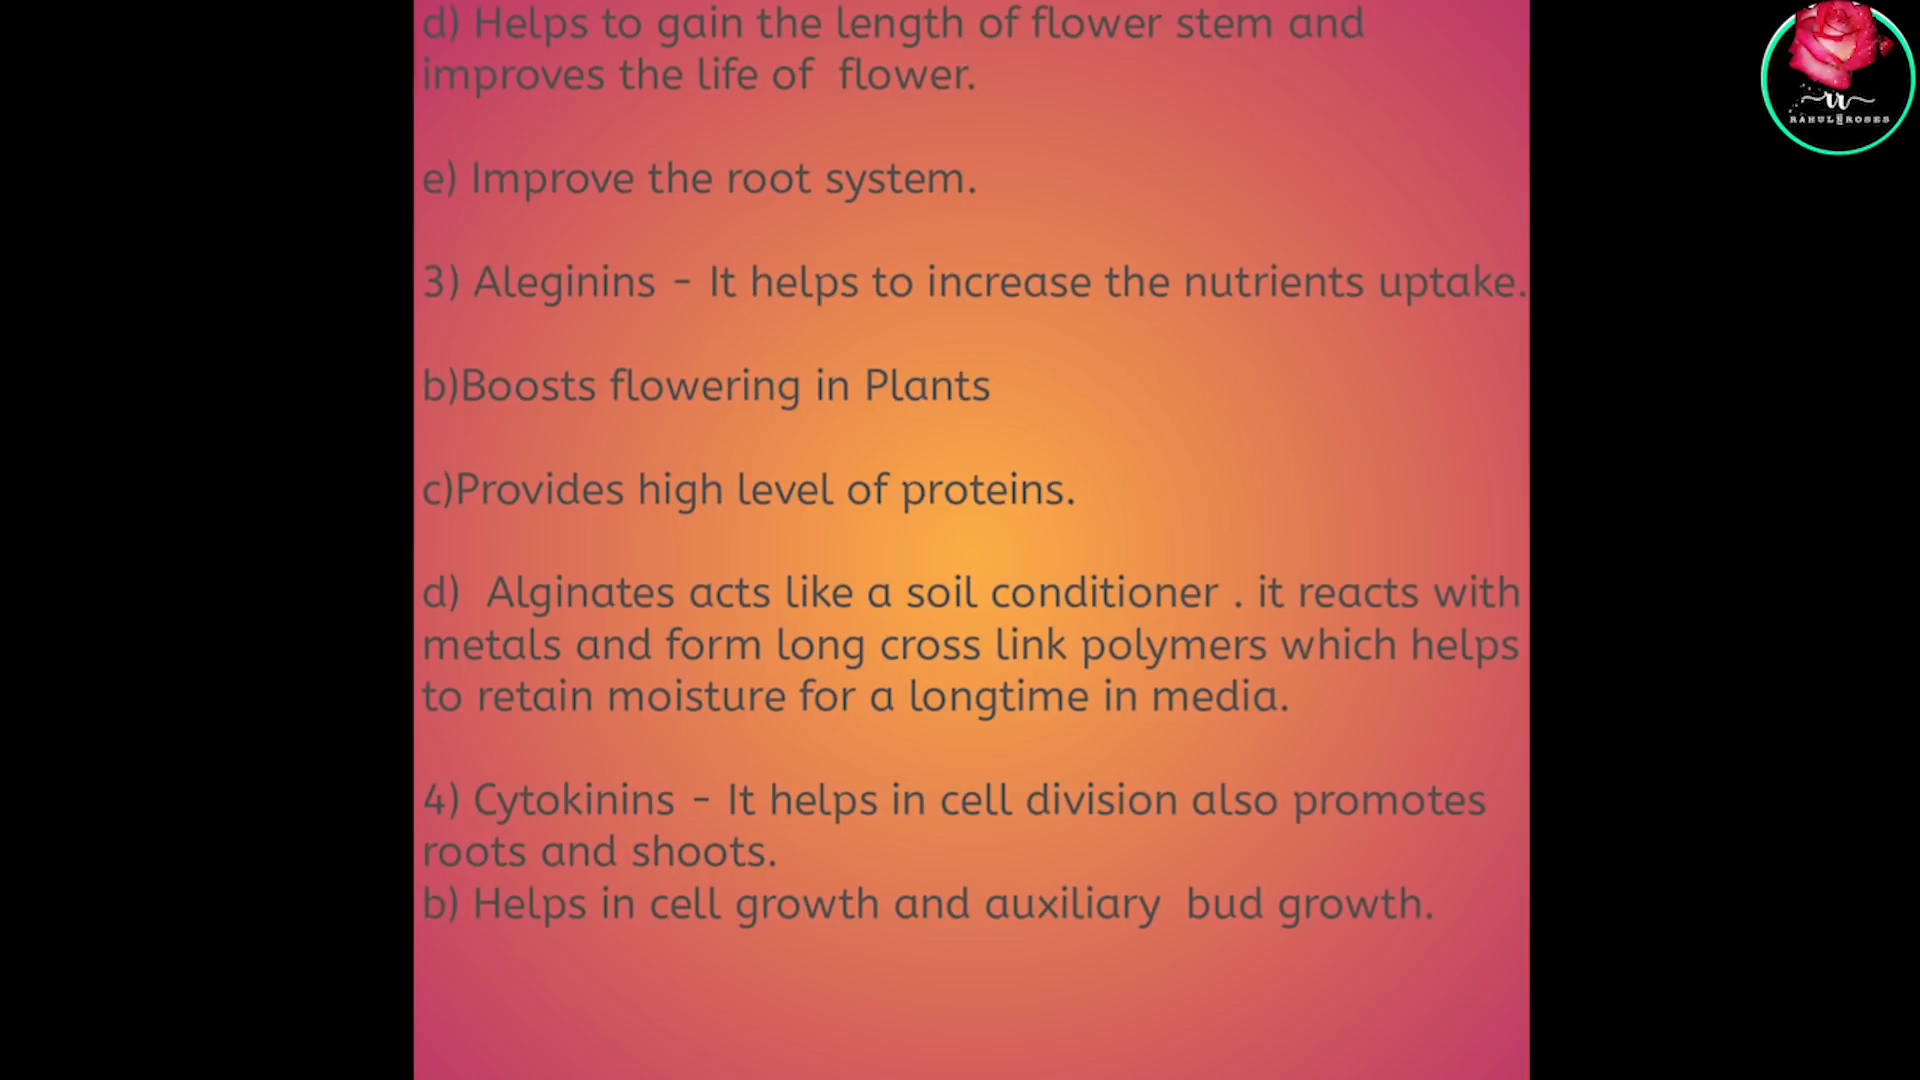 d) Helps to gain the length of flower stem and
improves the life of flower.
e) Improve the root system.
3) Aleginins - It helps to increase the nutrients uptake.
b)Boosts flowering in Plants
c)Provides high level of proteins.
d) Alginates acts like a soil conditioner . it reacts with
metals and form long cross link polymers which helps
to retain moisture for a longtime in media.
4) Cytokinins - It helps in cell division also promotes
roots and shoots.
b) Helps in cell growth and auxiliary bud growth.
rr
RAHUL ROSES